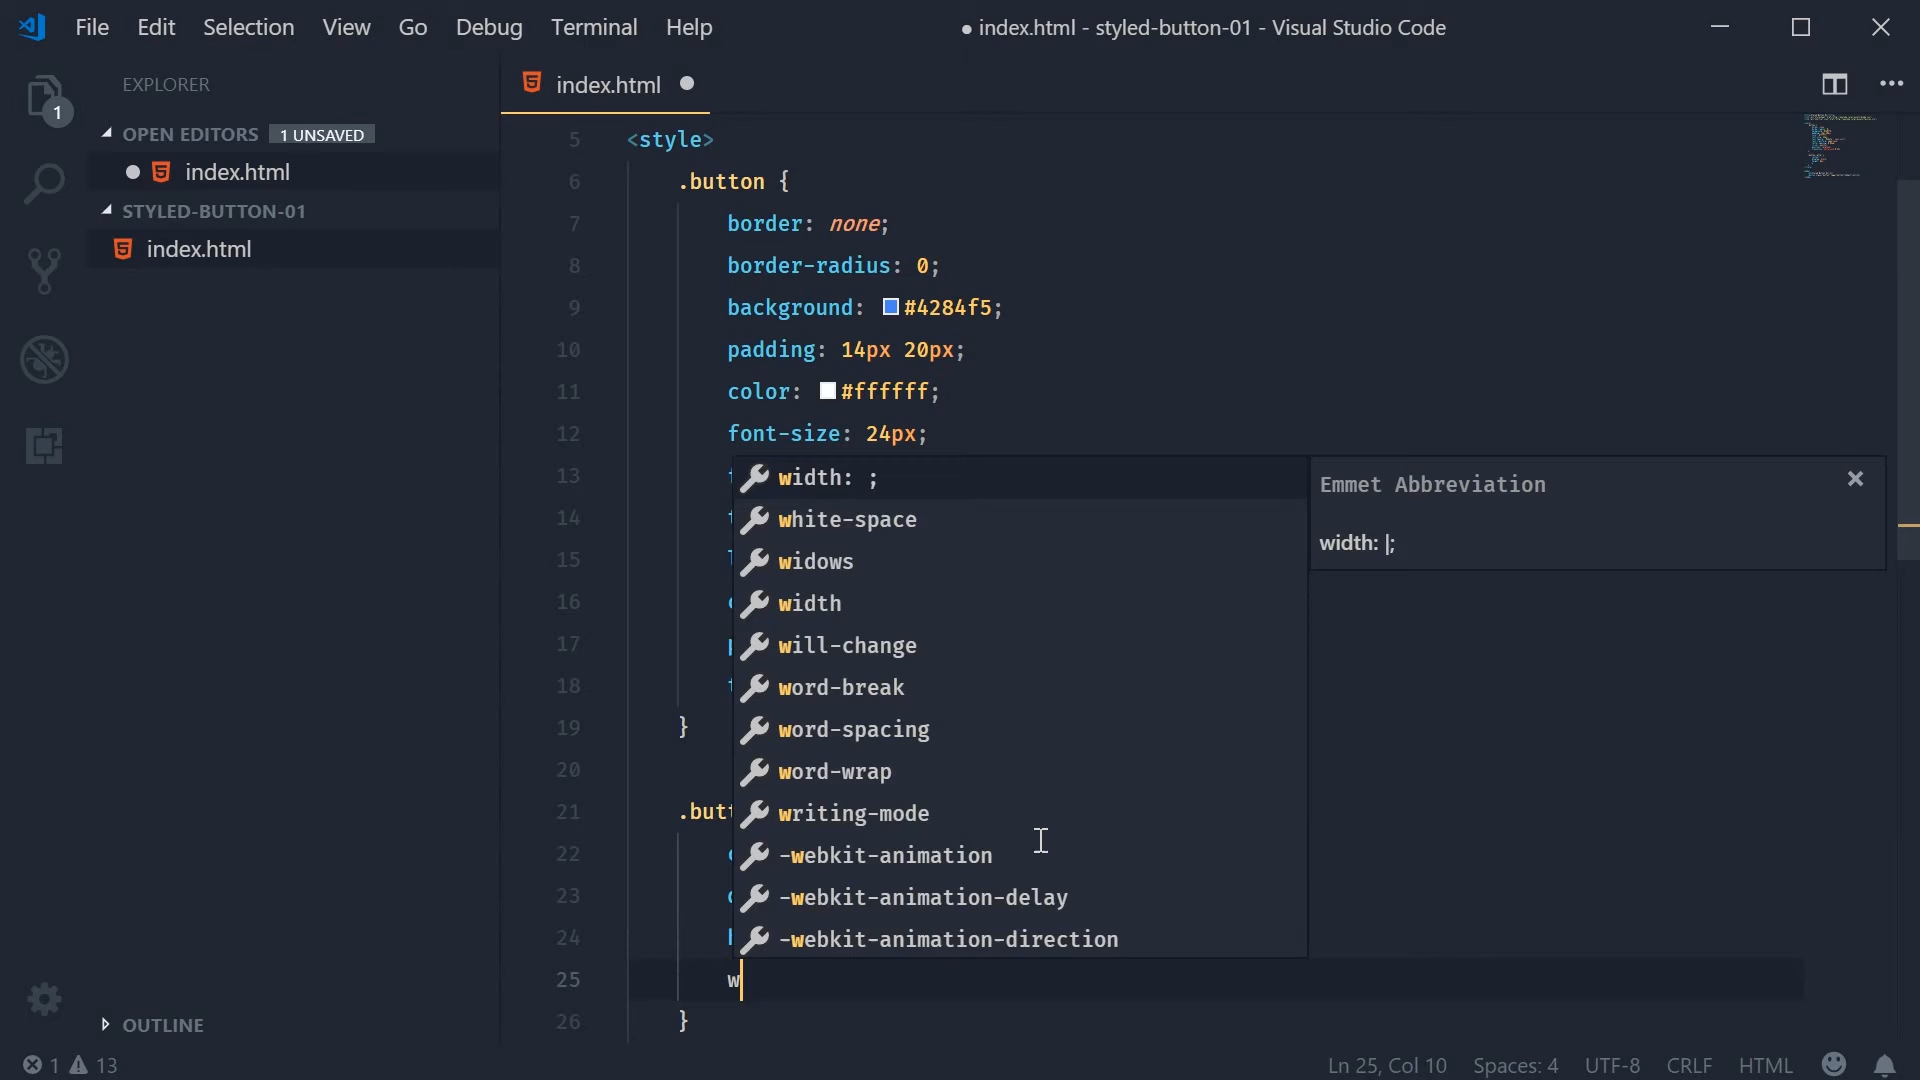 File Edit Selection View Go Debug Terminal Help
● index.html - styled-button-01 - Visual Studio Code
EXPLORER
1
OPEN EDITORS 1 UNSAVED
index.html
STYLED-BUTTON-01
index.html
OUTLINE
index.html
5 <style>
6 .button {
7 border: none;
8 border-radius: 0;
9 background: #4284f5;
10 padding: 14px 20px;
11 color: #ffffff;
12 font-size: 24px;
13
14
15
16
17
18
19 }
20
21 .butt
22
23
24
25 w
26 }
width: ;
white-space
widows
width
will-change
word-break
word-spacing
word-wrap
writing-mode
-webkit-animation
-webkit-animation-delay
-webkit-animation-direction
Emmet Abbreviation
width: |;
1 13
Ln 25, Col 10 Spaces: 4 UTF-8 CRLF HTML